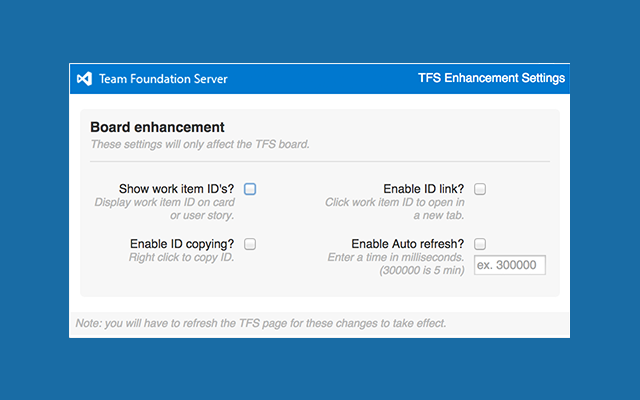 Team Foundation Server
TFS Enhancement Settings
Board enhancement
These settings will only affect the TFS board.
Show work item ID's?
Display work item ID on card
or user story.
Enable ID link?
Click work item ID to open in
a new tab.
Enable ID copying?
Right click to copy ID.
Enable Auto refresh?
Enter a time in milliseconds.
(300000 is 5 min)
ex. 300000
Note: you will have to refresh the TFS page for these changes to take effect.